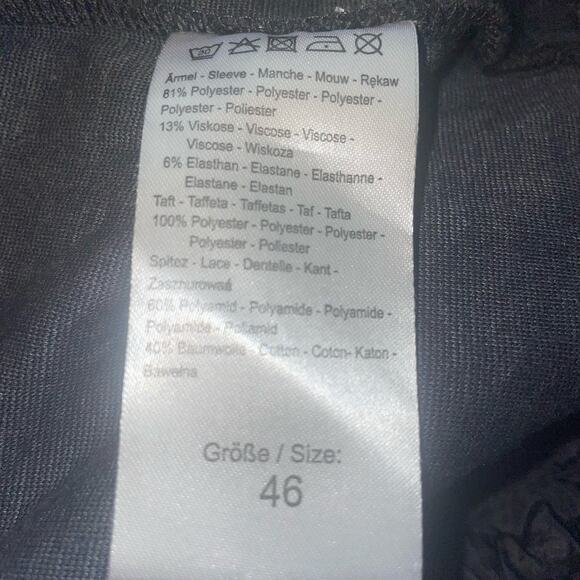 30
Ärmel - Sleeve - Manche - Mouw - Rękaw
81% Polyester - Polyester - Polyester -
Polyester - Poliester
13% Viskose - Viscose - Viscose -
Viscose - Wiskoza
6% Elasthan - Elastane - Elasthanne -
Elastane - Elastan
Taft - Taffeta - Taffetas - Taf - Tafta
100% Polyester - Polyester - Polyester -
Polyester - Poliester
Spitze - Lace - Dentelle - Kant -
60% Polyamid - Polyamide - Polyamide -
Polyamide - Poliamid
40% Baumwolle - Cotton - Coton- Katon -
Bawełna
Größe / Size:
46